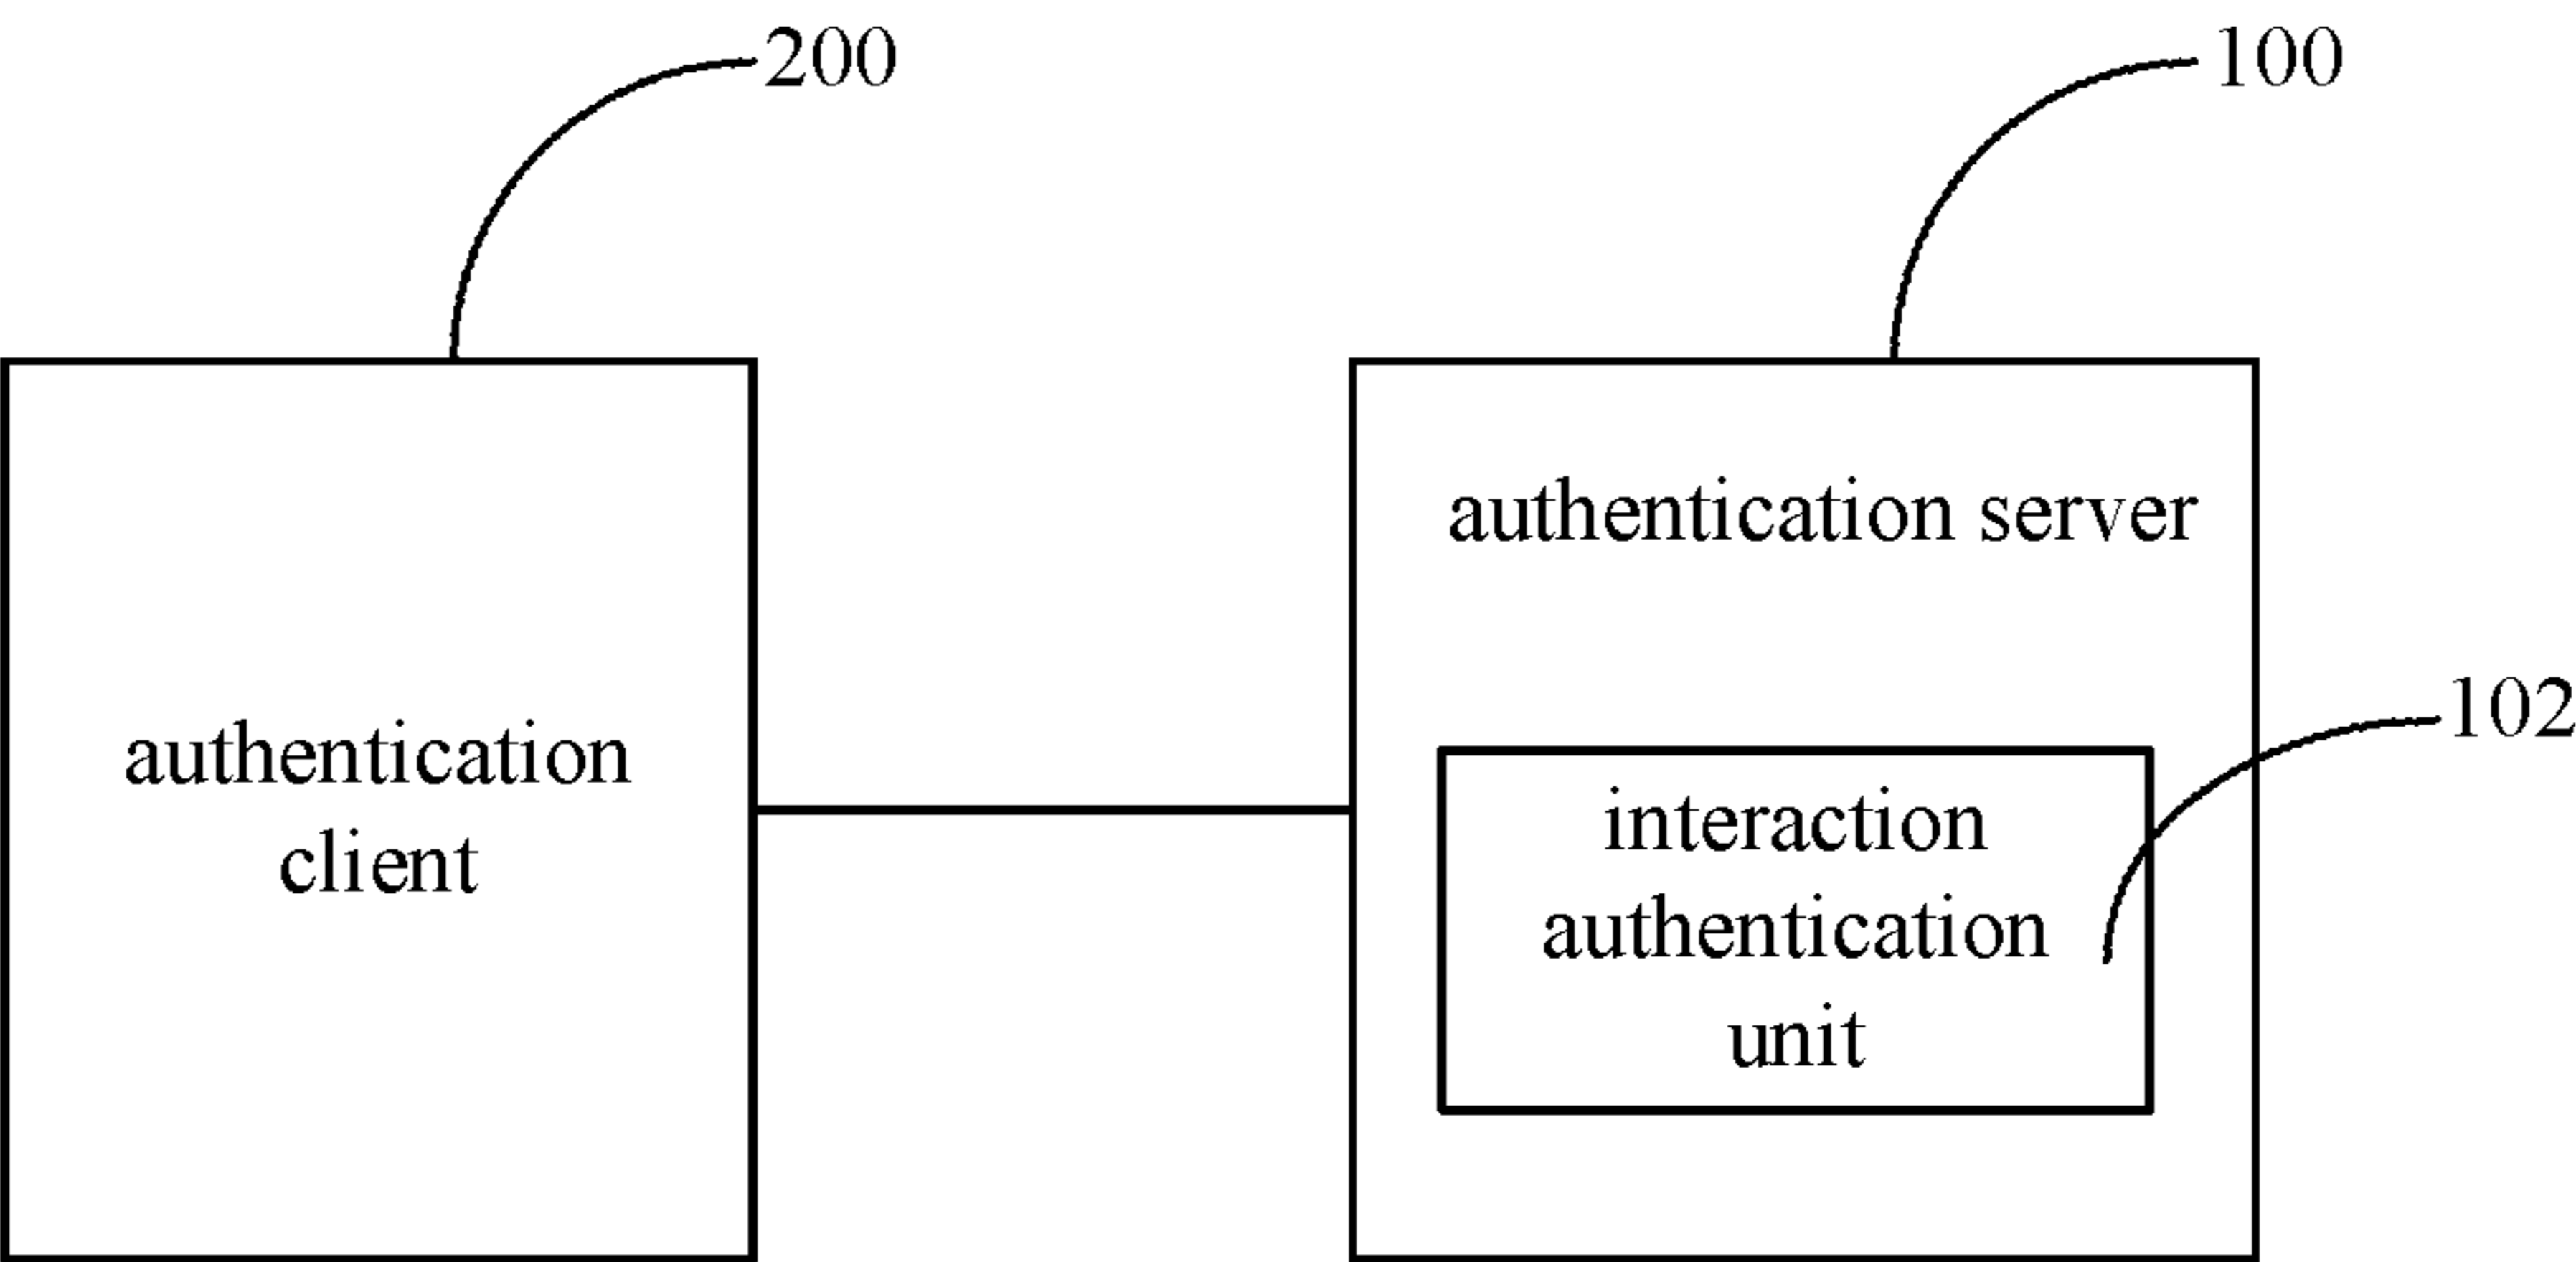 200
100
authentication server
authentication
client
102
interaction
authentication
unit